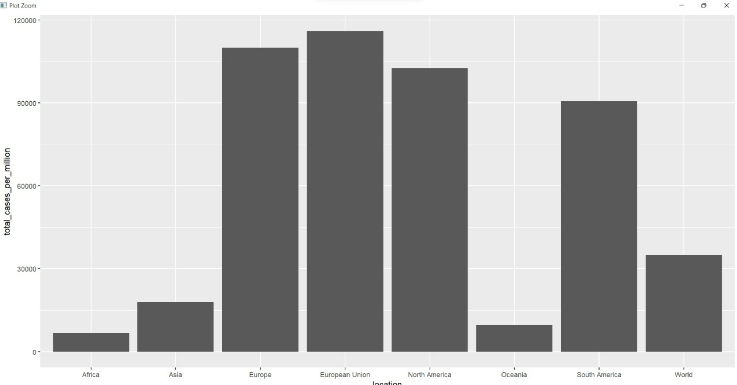 Plot Zoom
120000
90000
60000
30000
0
total_cases_per_million
Africa Asia Europe European Union North America Oceania South America World
location